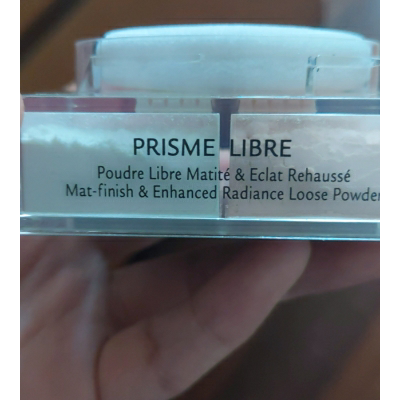 PRISME LIBRE
Poudre Libre Matité & Eclat Rehaussé
Mat-finish & Enhanced Radiance Loose Powder